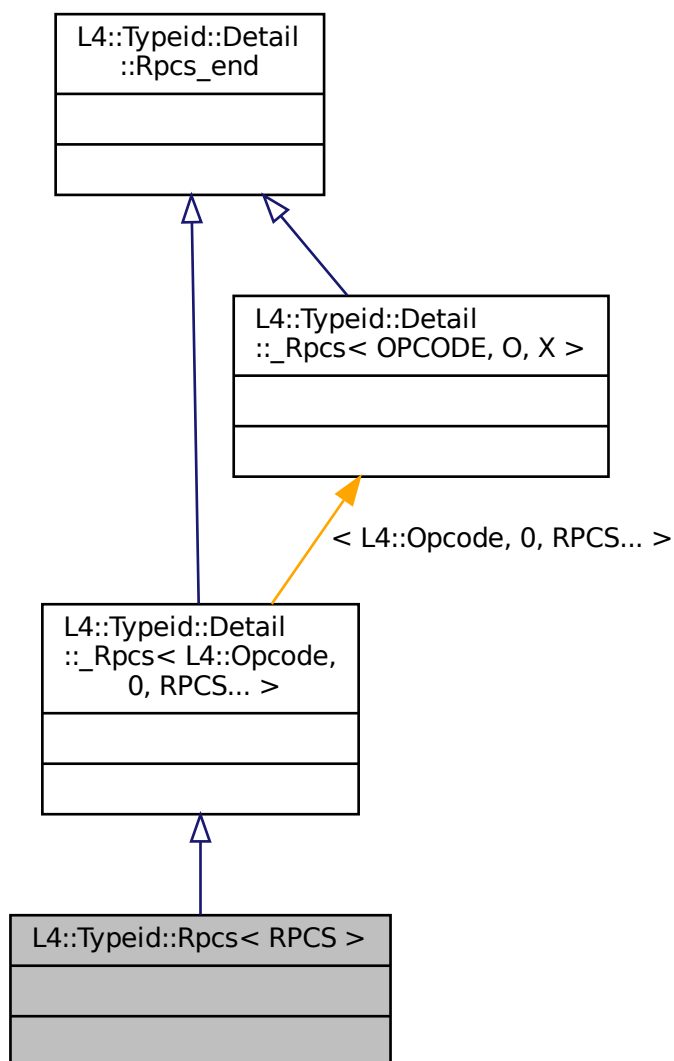 L4::Typeid::Detail
::Rpcs_end
L4::Typeid::Detail
::_Rpcs< OPCODE, O, X >
< L4::Opcode, 0, RPCS... >
L4::Typeid::Detail
::_Rpcs< L4::Opcode,
0, RPCS... >
L4::Typeid::Rpcs< RPCS >